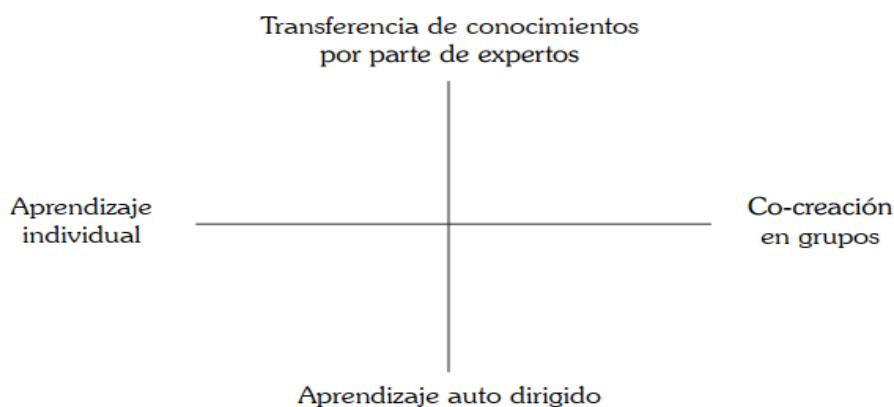 Transferencia de conocimientos
por parte de expertos
Aprendizaje
individual
Co-creación
en grupos
Aprendizaje auto dirigido